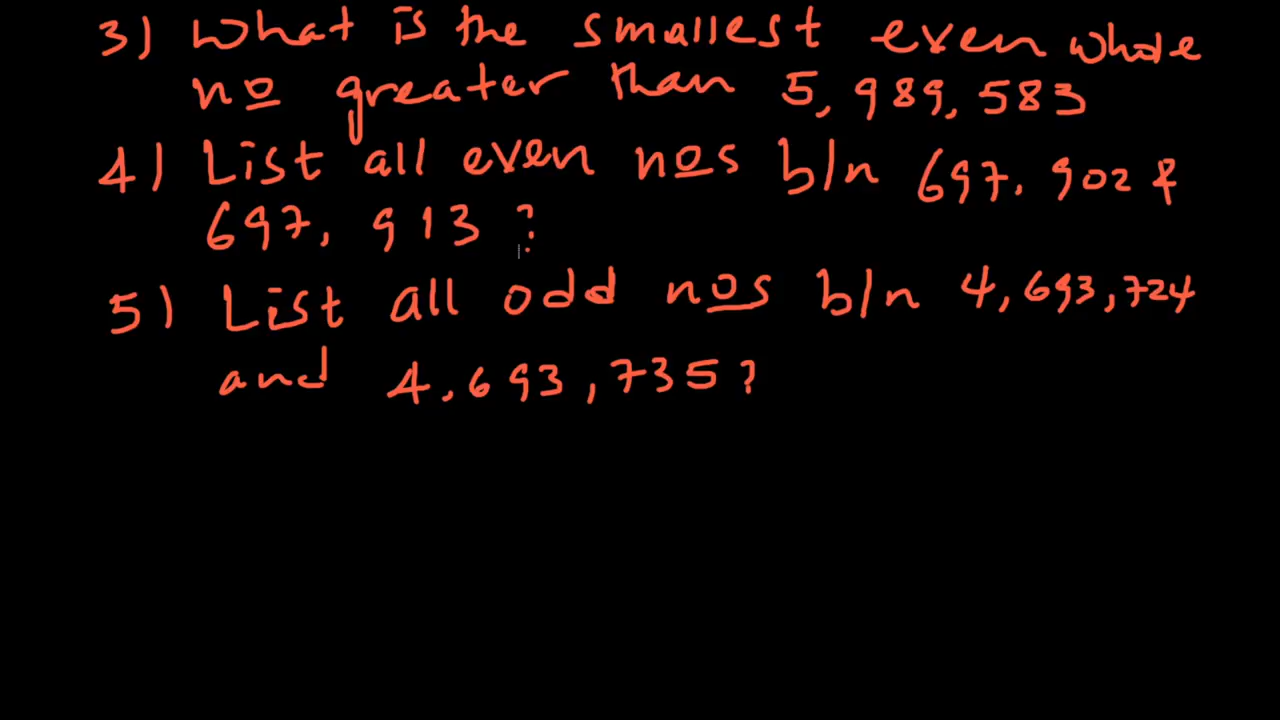 3) What is the smallest even whole
no greater than 5,989,583
4) List all even nos b/n 697,902 &
697,913 ?
5) List all odd nos b/n 4,693,724
and 4,693,735?